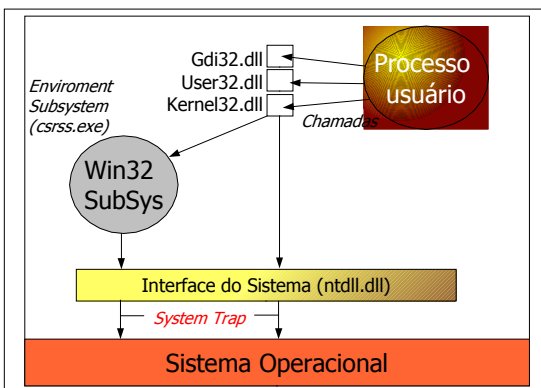 Gdi32.dll
User32.dll
Kernel32.dll
Processo
usuário
Enviroment
Subsystem
(csrss.exe)
Chamadas
Win32
SubSys
Interface do Sistema (ntdll.dll)
System Trap
Sistema Operacional